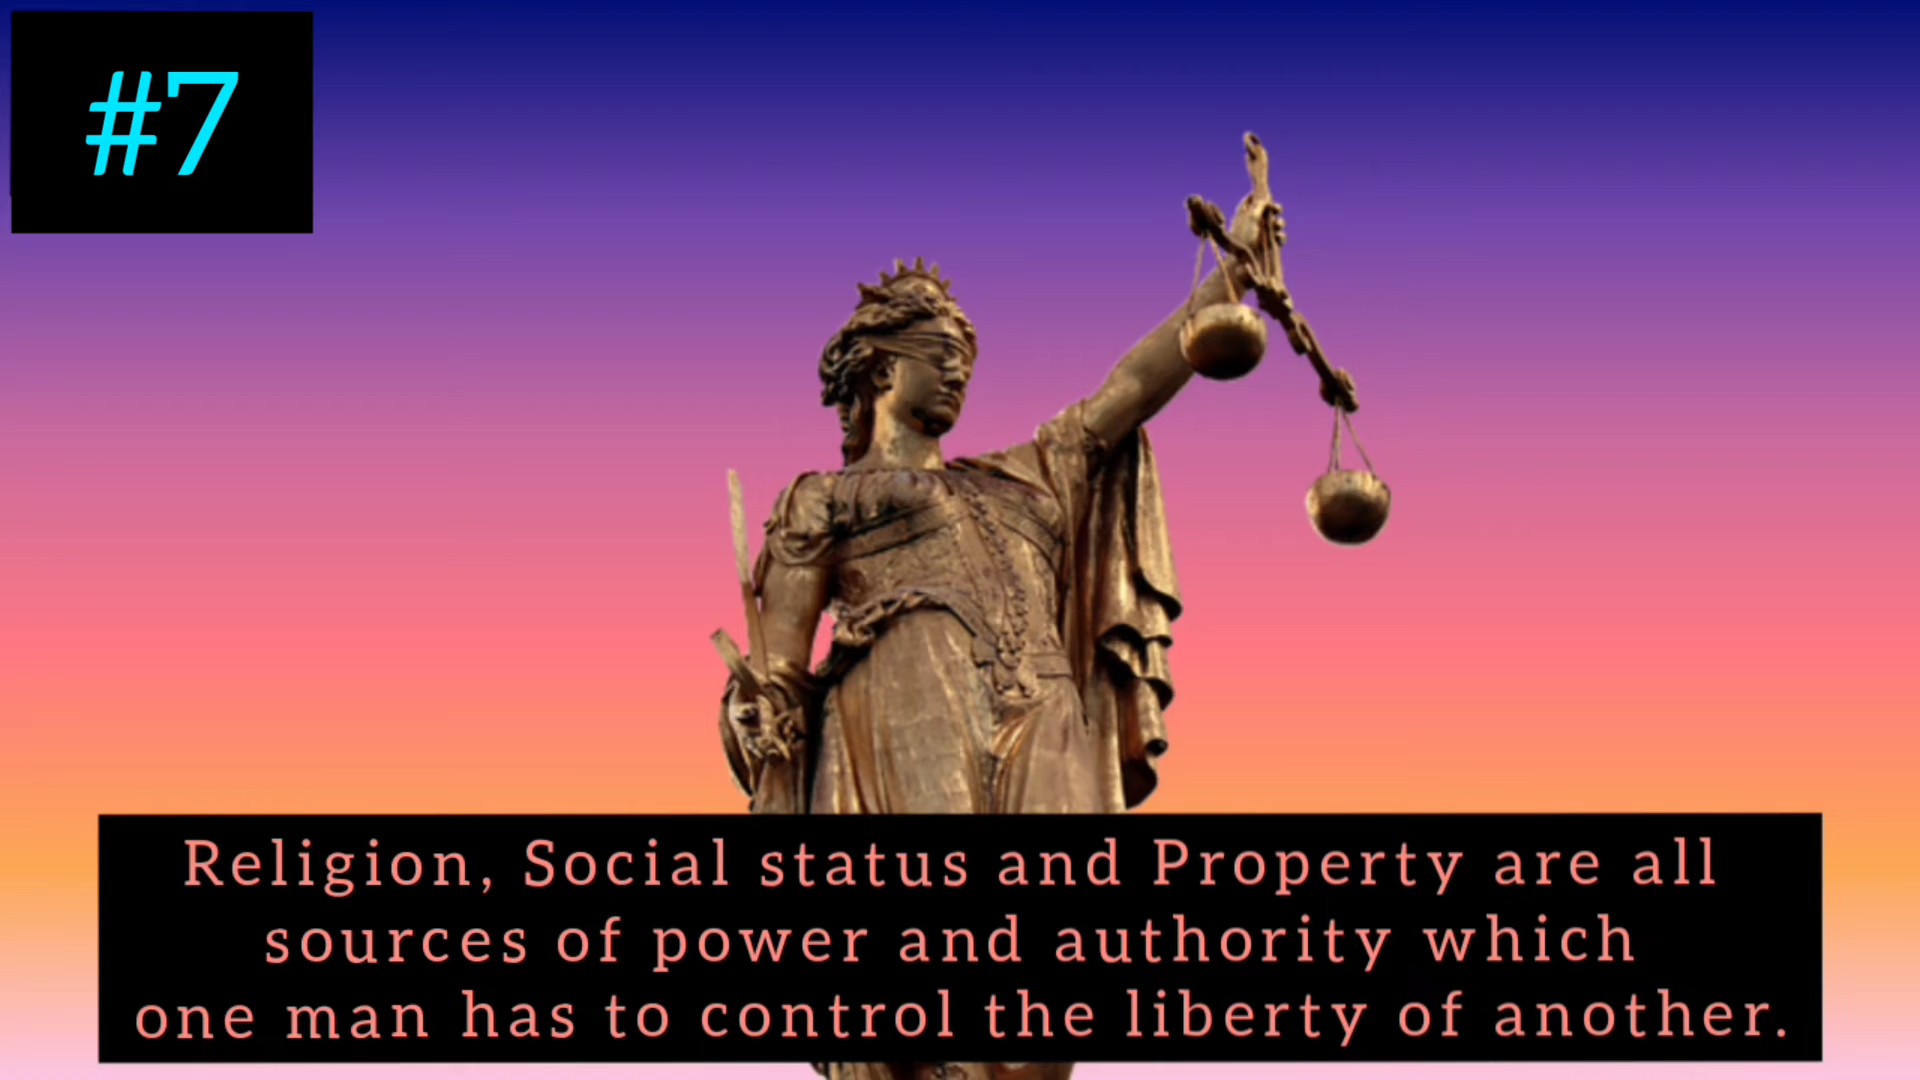 #7
Religion, Social status and Property are all
sources of power and authority which
one man has to control the liberty of another.